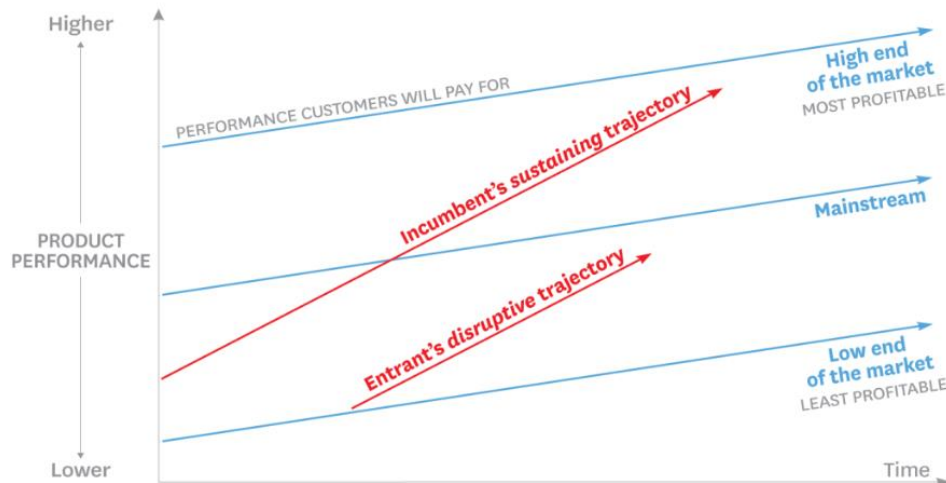 Higher
PERFORMANCE CUSTOMERS WILL PAY FOR
High end
of the market
MOST PROFITABLE
Incumbent's sustaining trajectory
Mainstream
PRODUCT
PERFORMANCE
Entrant's disruptive trajectory
Low end
of the market
LEAST PROFITABLE
Lower
Time